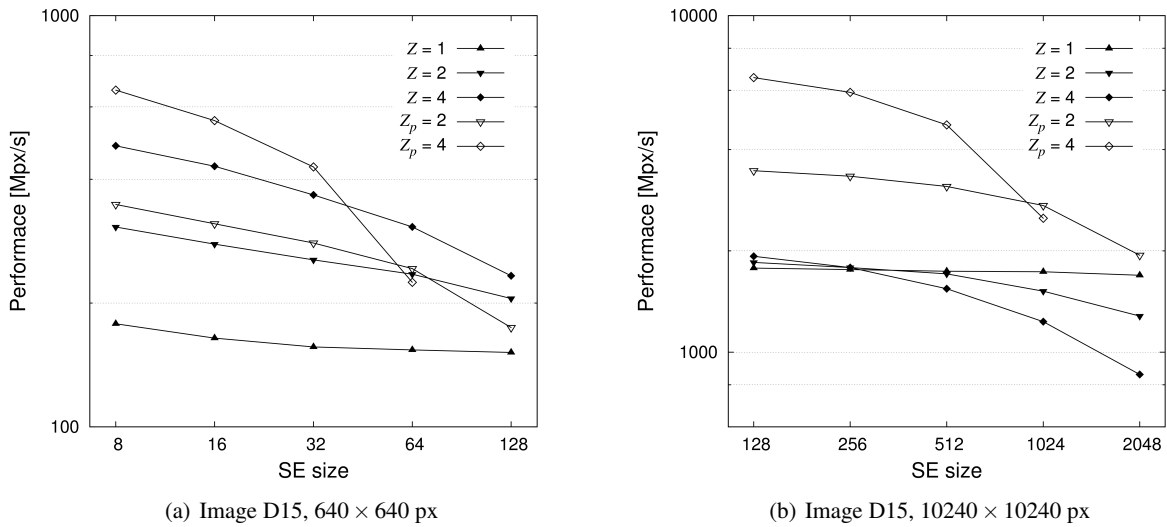 1000
100
Performace [Mpx/s]
Z = 1
Z = 2
Z = 4
Zp = 2
Zp = 4
8 16 32 64 128
SE size
(a) Image D15, 640 × 640 px
10000
1000
Performace [Mpx/s]
Z = 1
Z = 2
Z = 4
Zp = 2
Zp = 4
128 256 512 1024 2048
SE size
(b) Image D15, 10240 × 10240 px